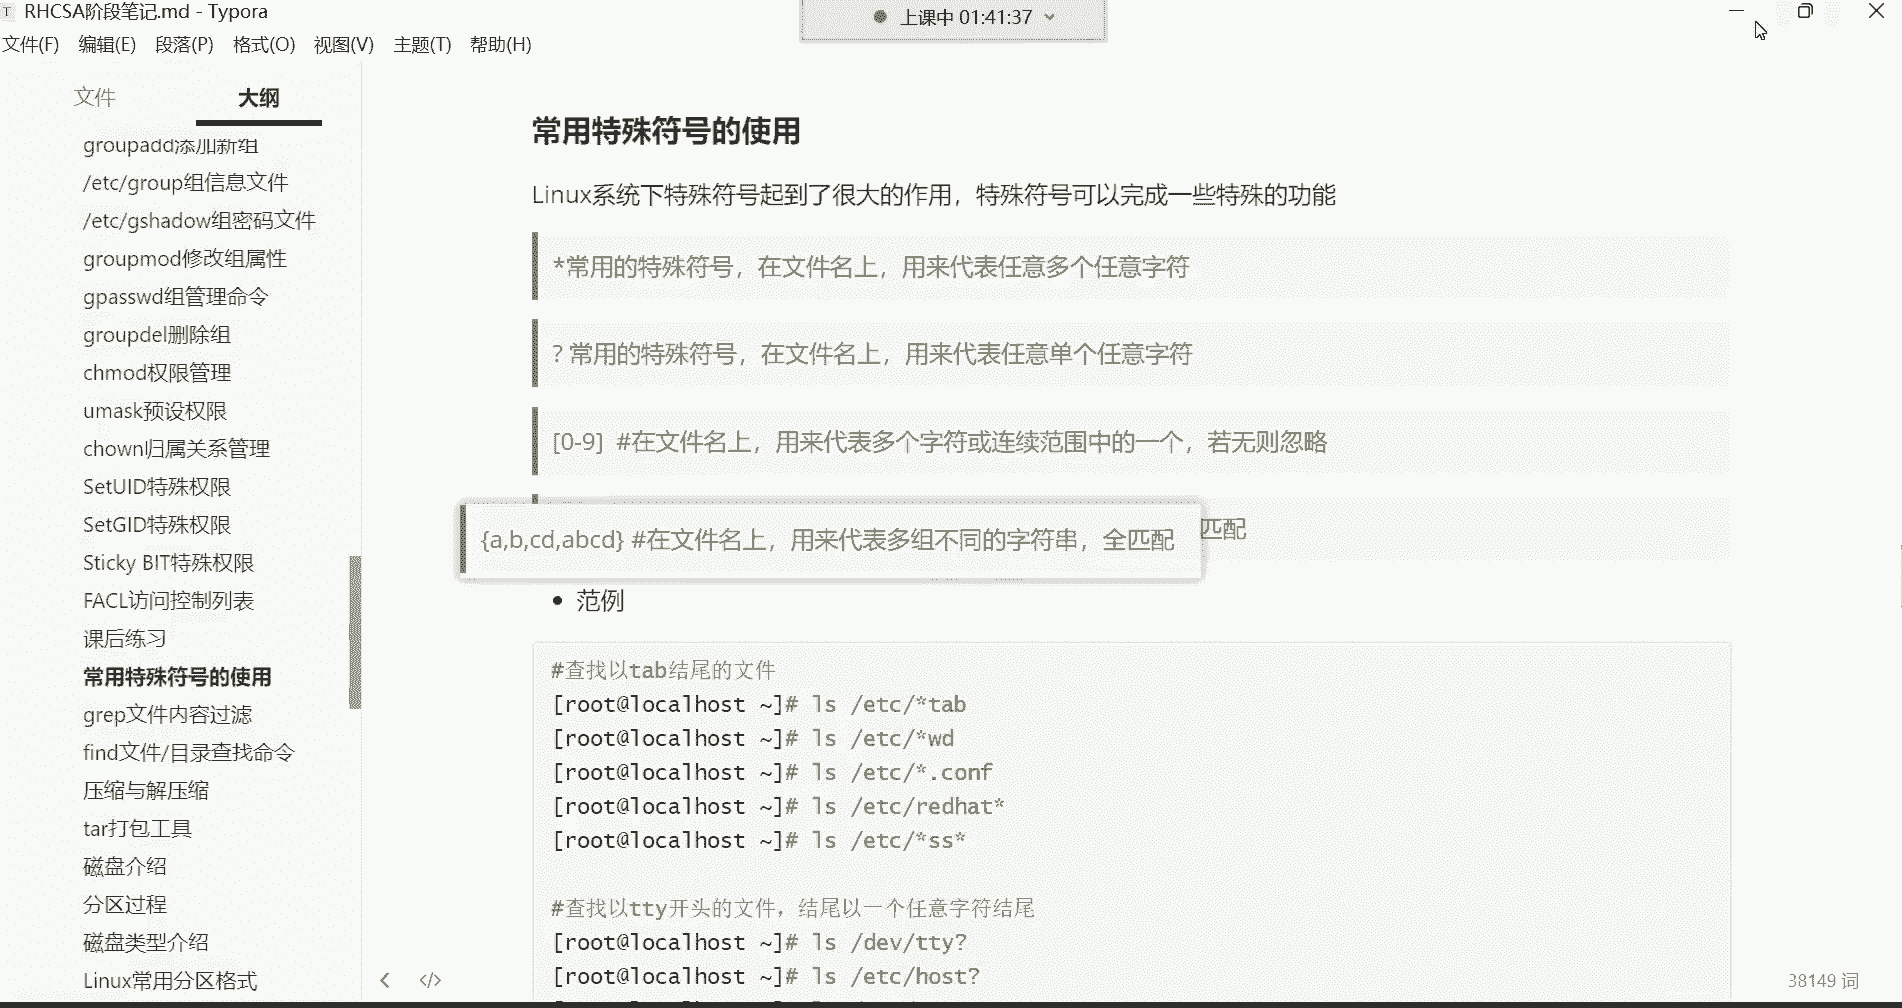 RHCSA阶段笔记.md - Typora
上课中 01:41:37
文件(F) 编辑(E) 段落(P) 格式(O) 视图(V) 主题(T) 帮助(H)
文件 大纲
groupadd添加新组
/etc/group组信息文件
/etc/gshadow组密码文件
groupmod修改组属性
gpasswd组管理命令
groupdel删除组
chmod权限管理
umask预设权限
chown归属关系管理
SetUID特殊权限
SetGID特殊权限
Sticky BIT特殊权限
FACL访问控制列表
课后练习
常用特殊符号的使用
grep文件内容过滤
find文件/目录查找命令
压缩与解压缩
tar打包工具
磁盘介绍
分区过程
磁盘类型介绍
Linux常用分区格式
常用特殊符号的使用
Linux系统下特殊符号起到了很大的作用，特殊符号可以完成一些特殊的功能
*常用的特殊符号，在文件名上，用来代表任意多个任意字符
? 常用的特殊符号，在文件名上，用来代表任意单个任意字符
[0-9] #在文件名上，用来代表多个字符或连续范围中的一个，若无则忽略
{a,b,cd,abcd} #在文件名上，用来代表多组不同的字符串，全匹配
匹配
• 范例
#查找以tab结尾的文件
[root@localhost ~]# ls /etc/*tab
[root@localhost ~]# ls /etc/*wd
[root@localhost ~]# ls /etc/*.conf
[root@localhost ~]# ls /etc/redhat*
[root@localhost ~]# ls /etc/*ss*
#查找以tty开头的文件，结尾以一个任意字符结尾
[root@localhost ~]# ls /dev/tty?
[root@localhost ~]# ls /etc/host?
38149 词